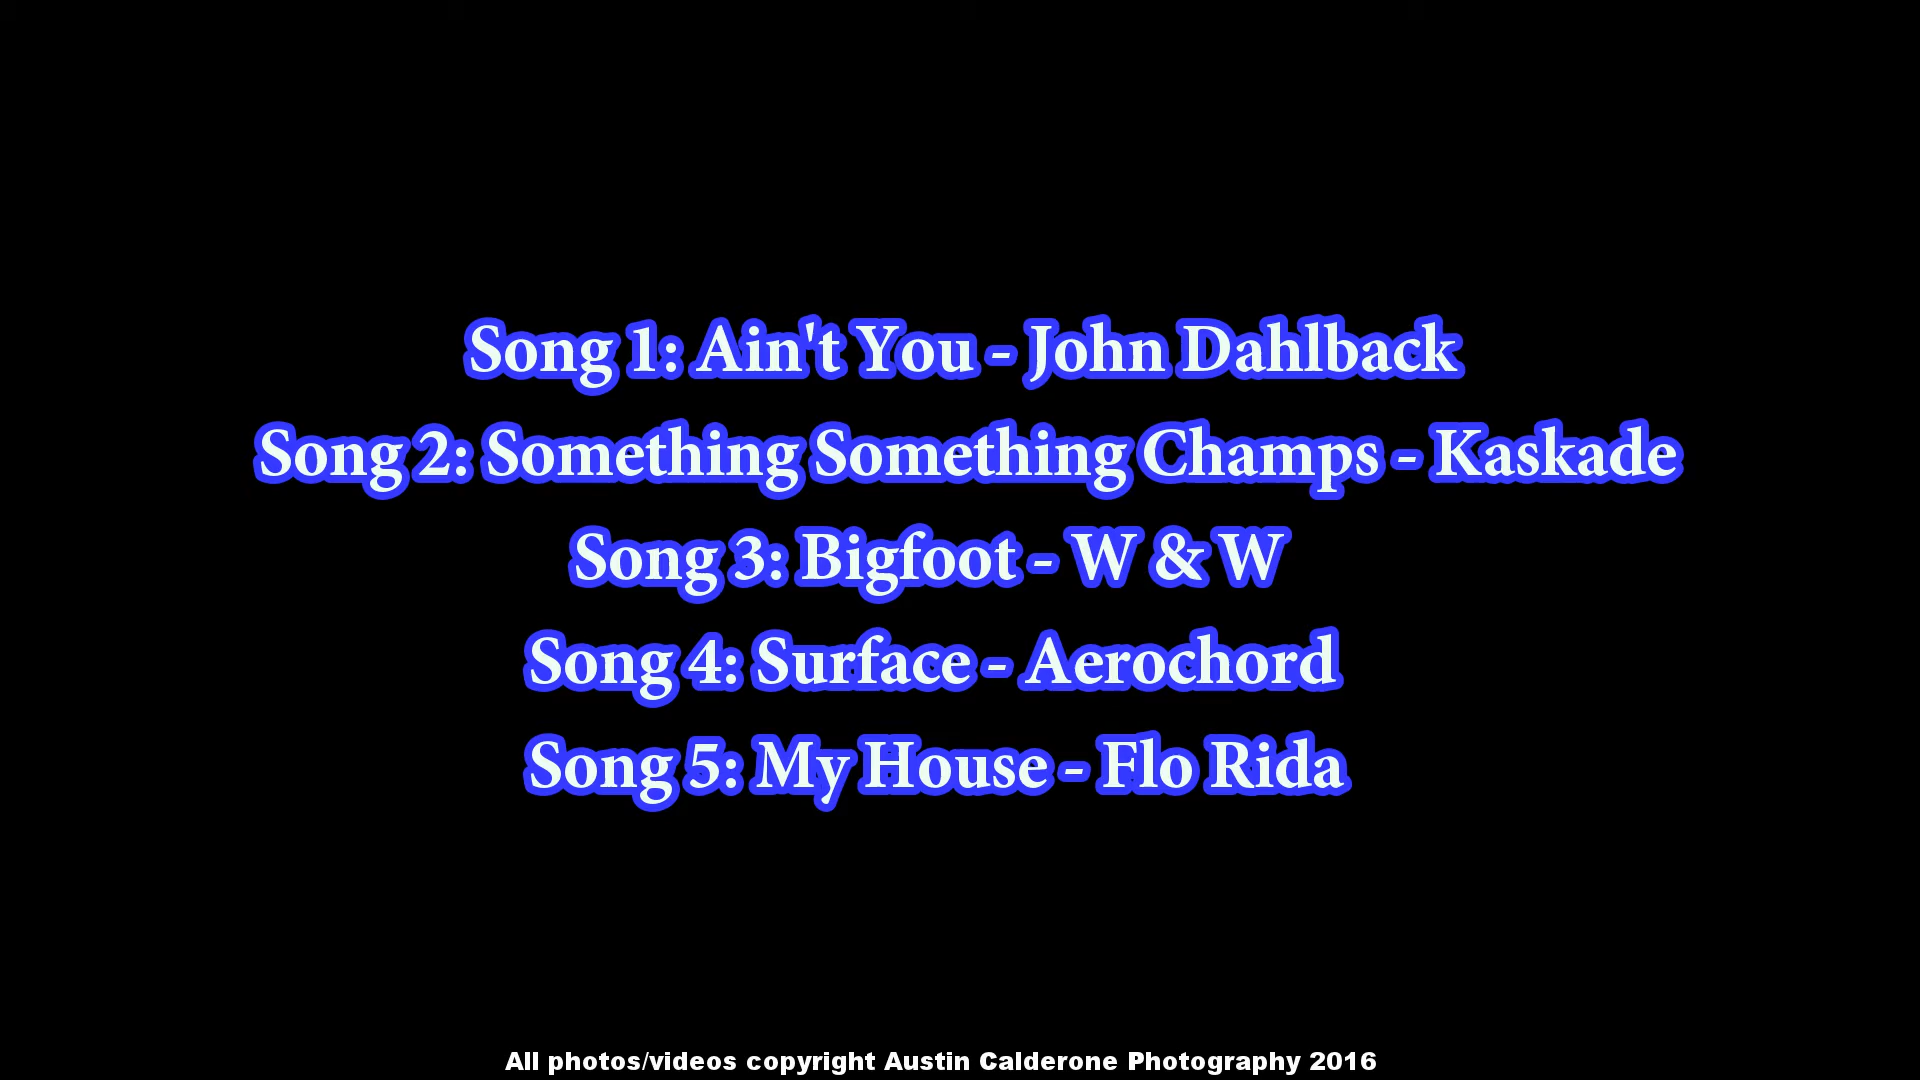 Song 1: Ain't You - John Dahlback
Song 2: Something Something Champs - Kaskade
Song 3: Bigfoot - W & W
Song 4: Surface - Aerochord
Song 5: My House - Flo Rida
All photos/videos copyright Austin Calderone Photography 2016